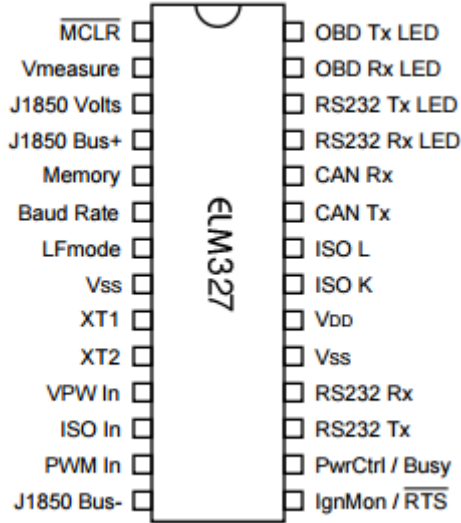 MCLR
Vmeasure
J1850 Volts
J1850 Bus+
Memory
Baud Rate
LFmode
Vss
XT1
XT2
VPW In
ISO In
PWM In
J1850 Bus-
ELM327
OBD Tx LED
OBD Rx LED
RS232 Tx LED
RS232 Rx LED
CAN Rx
CAN Tx
ISO L
ISO K
VDD
Vss
RS232 Rx
RS232 Tx
PwrCtrl / Busy
IgnMon / RTS